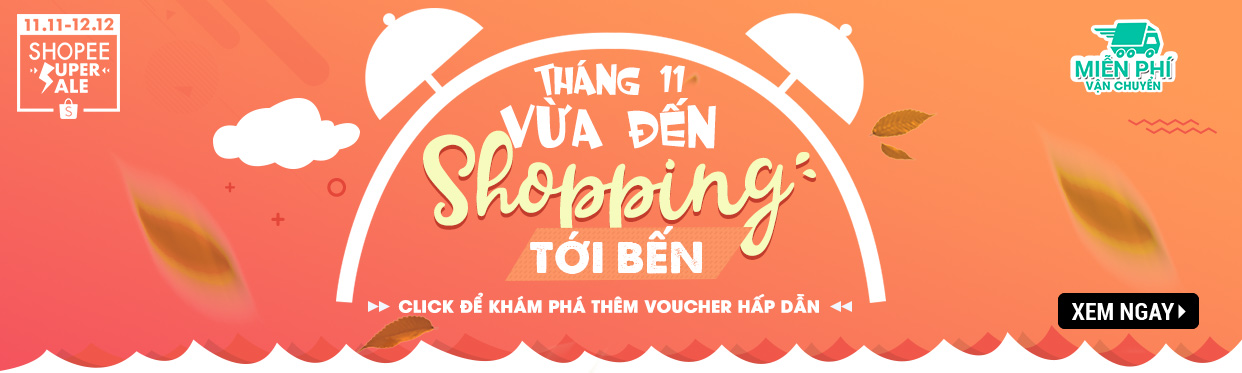 11.11-12.12
SHOPEE
SUPER
SALE
S
THÁNG 11
VỪA ĐẾN
Shopping
TỚI BẾN
CLICK ĐỂ KHÁM PHÁ THÊM VOUCHER HẤP DẪN
MIỄN PHÍ
VẬN CHUYỂN
XEM NGAY